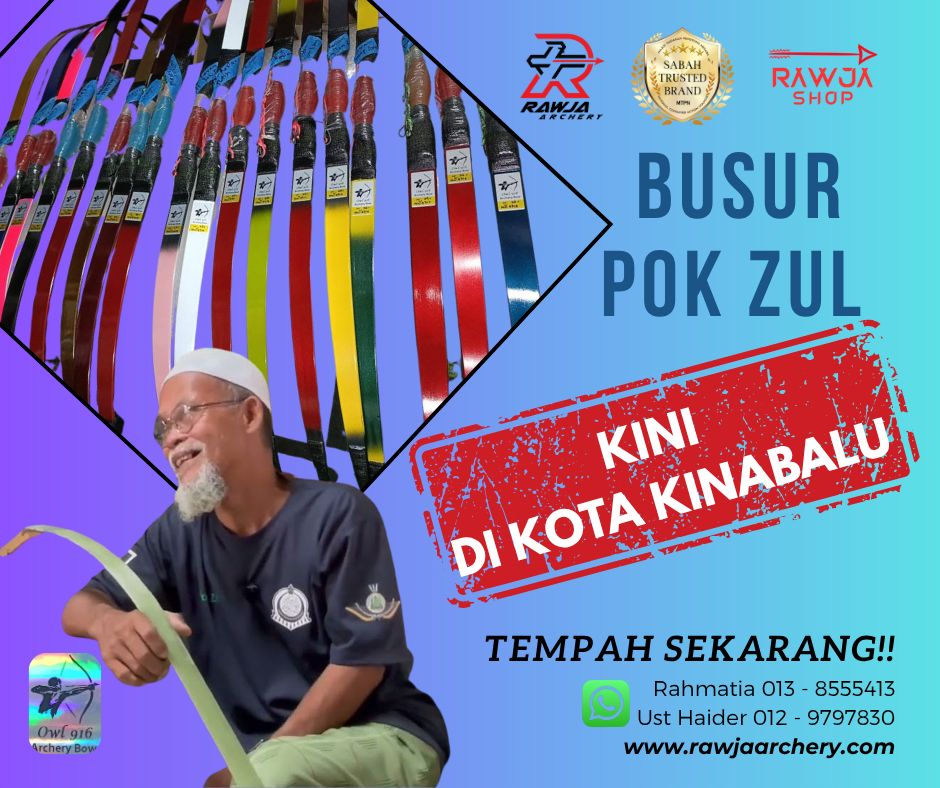 RAWJA
ARCHERY
SABAH
TRUSTED
BRAND
MTPN
RAWJA
SHOP
BUSUR
POK ZUL
KINI
DI KOTA KINABALU
TEMPAH SEKARANG!!
Rahmatia 013 - 8555413
Ust Haider 012 - 9797830
www.rawjaarchery.com
Owl 916
Archery Bow